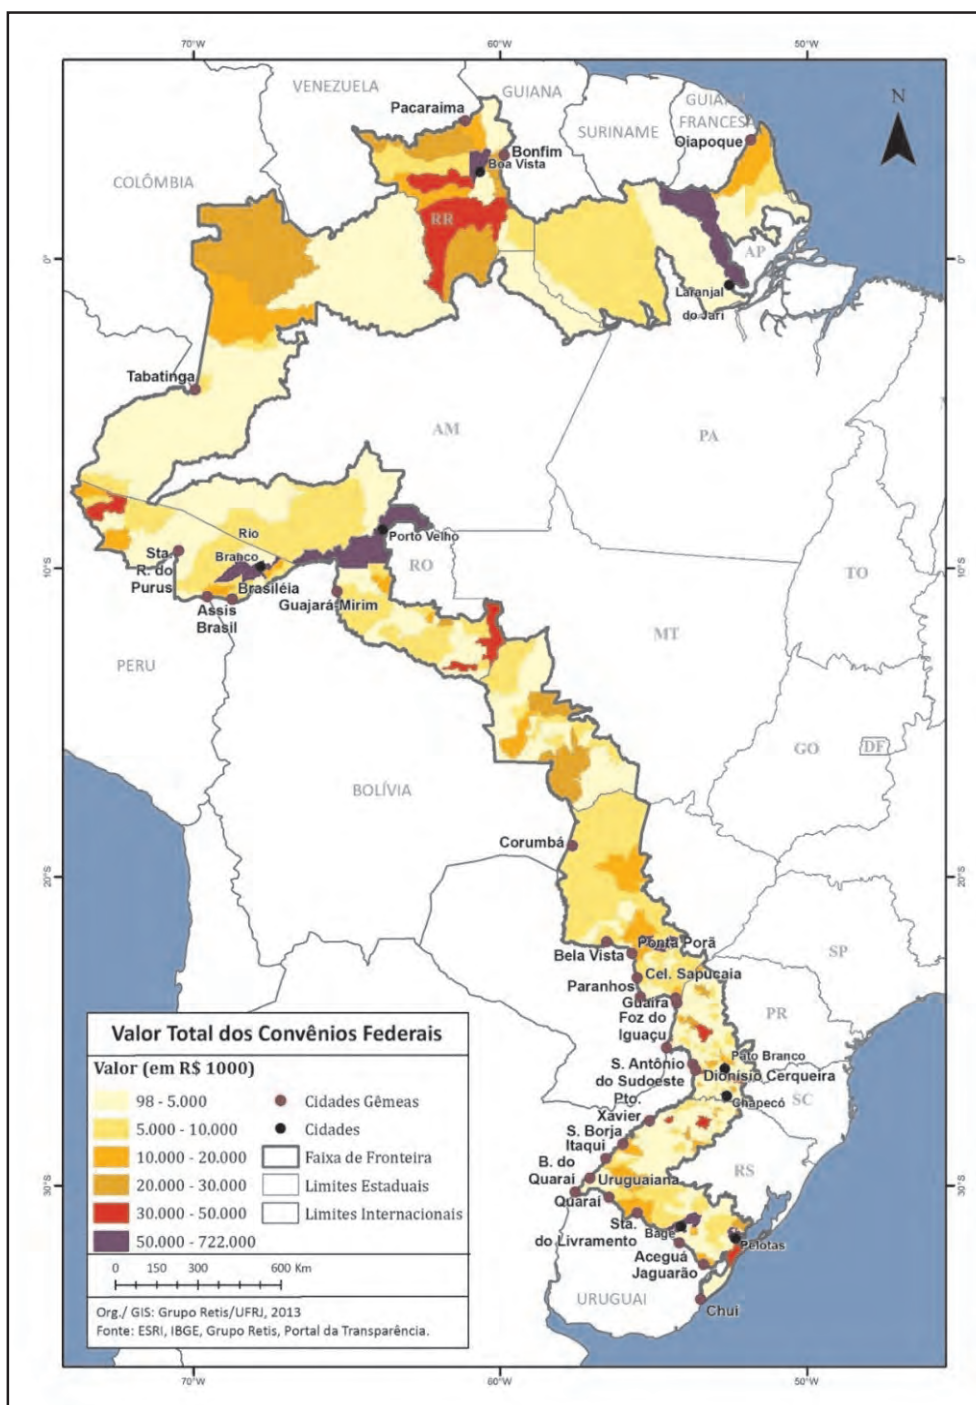 70°W
60°W
50°W
VENEZUELA
GUIANA
GUIANA
FRANCESA
SURINAME
N
COLÔMBIA
Pacaraima
Bonfim
Boa Vista
Oiapoque
RR
AP
0°
0°
Laranjal
do Jari
Tabatinga
AM
PA
Rio
Branco
Porto Velho
Sta.
R. do
Purus
RO
10°S
10°S
Brasiléia
Assis
Brasil
Guajará-Mirim
TO
MT
PERU
GO
DF
BOLÍVIA
Corumbá
20°S
20°S
Bela Vista
Ponta Porã
SP
Cel. Sapucaia
Paranhos
Guaíra
Foz do
Iguaçu
PR
Pato Branco
S. Antônio
do Sudoeste
Dionísio Cerqueira
Pto.
Xavier
Chapecó
SC
S. Borja
Itaqui
B. do
Quaraí
Uruguaiana
RS
30°S
30°S
Quaraí
Sta.
do Livramento
Bagé
Pelotas
Aceguá
Jaguarão
URUGUAI
Chuí
Valor Total dos Convênios Federais
Valor (em R$ 1000)
98 - 5.000
Cidades Gêmeas
5.000 - 10.000
Cidades
10.000 - 20.000
Faixa de Fronteira
20.000 - 30.000
Limites Estaduais
30.000 - 50.000
Limites Internacionais
50.000 - 722.000
0 150 300 600 Km
Org./ GIS: Grupo Retis/UFRJ, 2013
Fonte: ESRI, IBGE, Grupo Retis, Portal da Transparência.
70°W
60°W
50°W